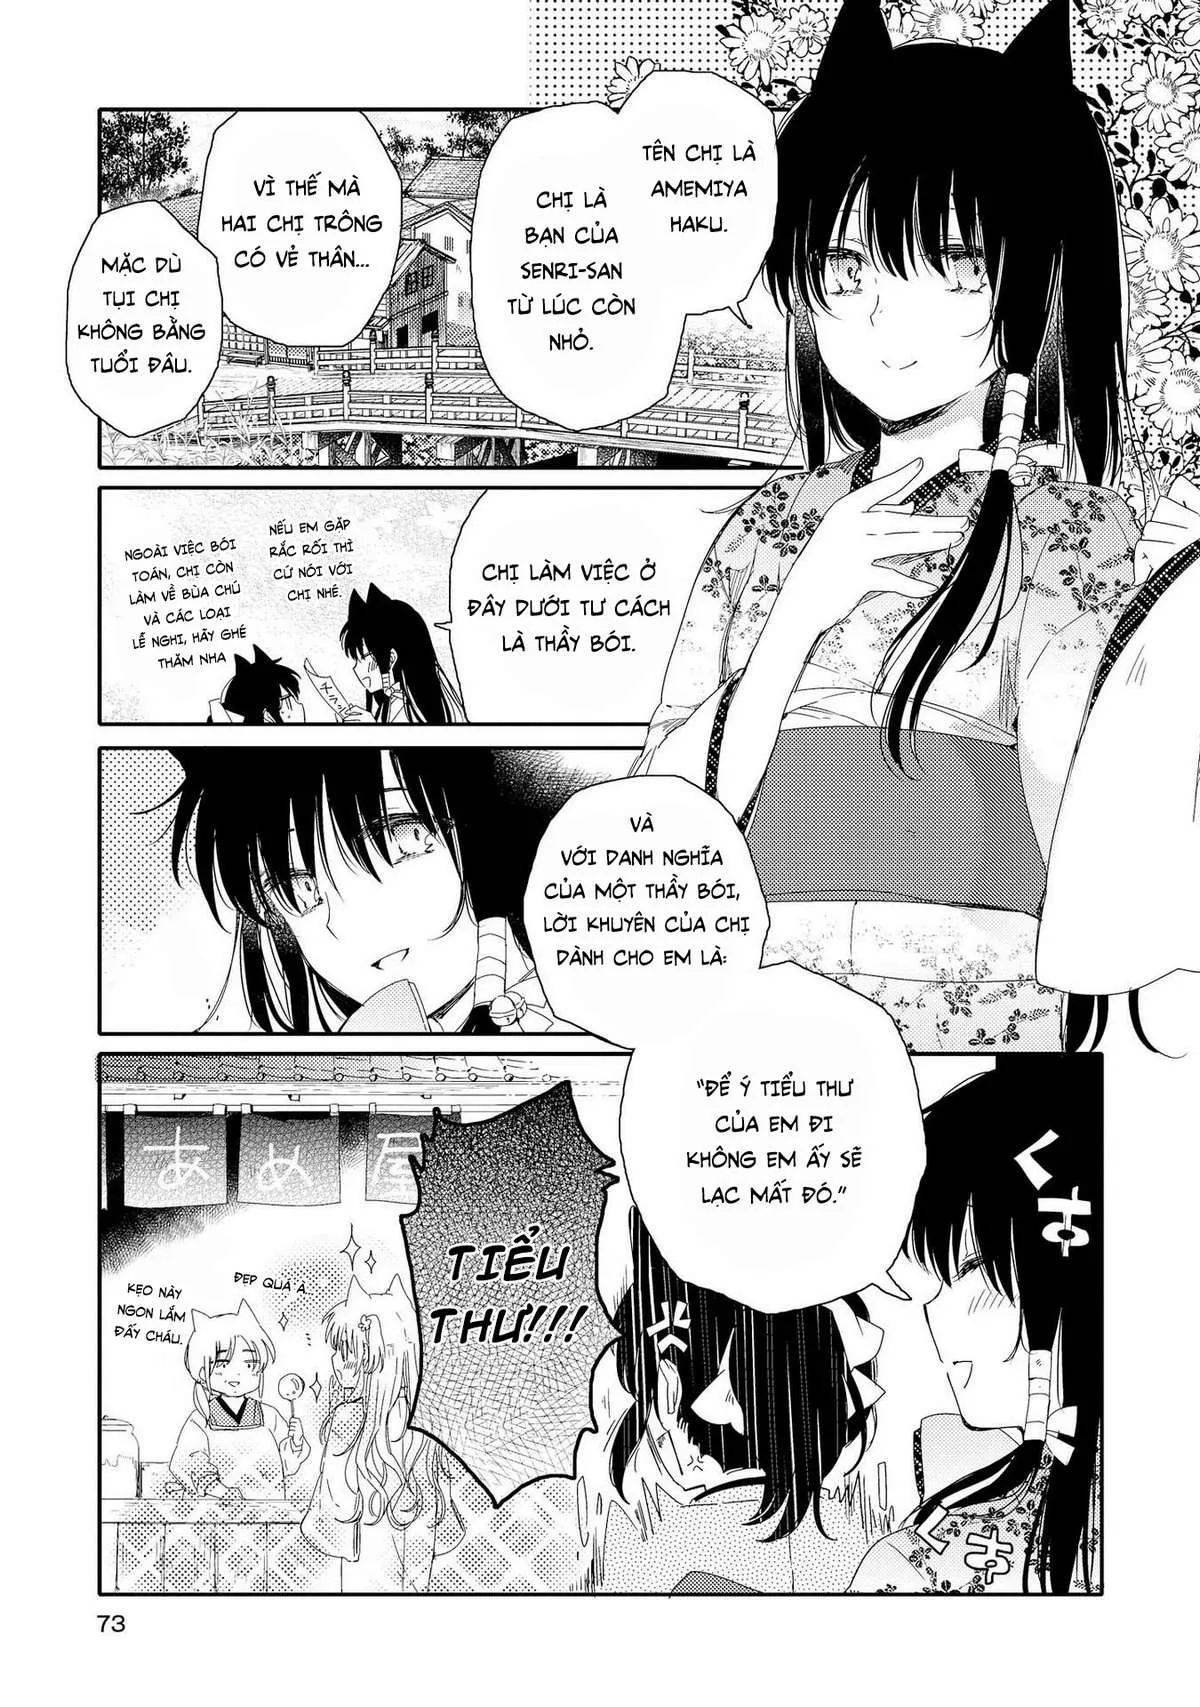 TÊN CHỊ LÀ
AMEMIYA
HAKU.
CHỊ LÀ
BẠN CỦA
SENRI-SAN
TỪ LÚC CÒN
NHỎ.
VÌ THẾ MÀ
HAI CHỊ TRÔNG
CÓ VẺ THÂN...
MẶC DÙ
TỤI CHỊ
KHÔNG BẰNG
TUỔI ĐÂU.
CHỊ LÀM VIỆC Ở
ĐÂY DƯỚI TƯ CÁCH
LÀ THẦY BÓI.
NẾU EM GẶP
RẮC RỐI THÌ
CỨ NÓI VỚI
CHỊ NHÉ.
NGOÀI VIỆC BÓI
TOÁN, CHỊ CÒN
LÀM VỀ BÙA CHÚ
VÀ CÁC LOẠI
LỄ NGHI, HÃY GHÉ
THĂM NHA
VÀ
VỚI DANH NGHĨA
CỦA MỘT THẦY BÓI,
LỜI KHUYÊN CỦA CHỊ
DÀNH CHO EM LÀ:
"ĐỂ Ý TIỂU THƯ
CỦA EM ĐI
KHÔNG EM ẤY SẼ
LẠC MẤT ĐÓ."
くすくす
TIỂU
THƯ!!!
あめ屋
ĐẸP QUÁ À...
KẸO NÀY
NGON LẮM
ĐẤY CHÁU.
くす
73